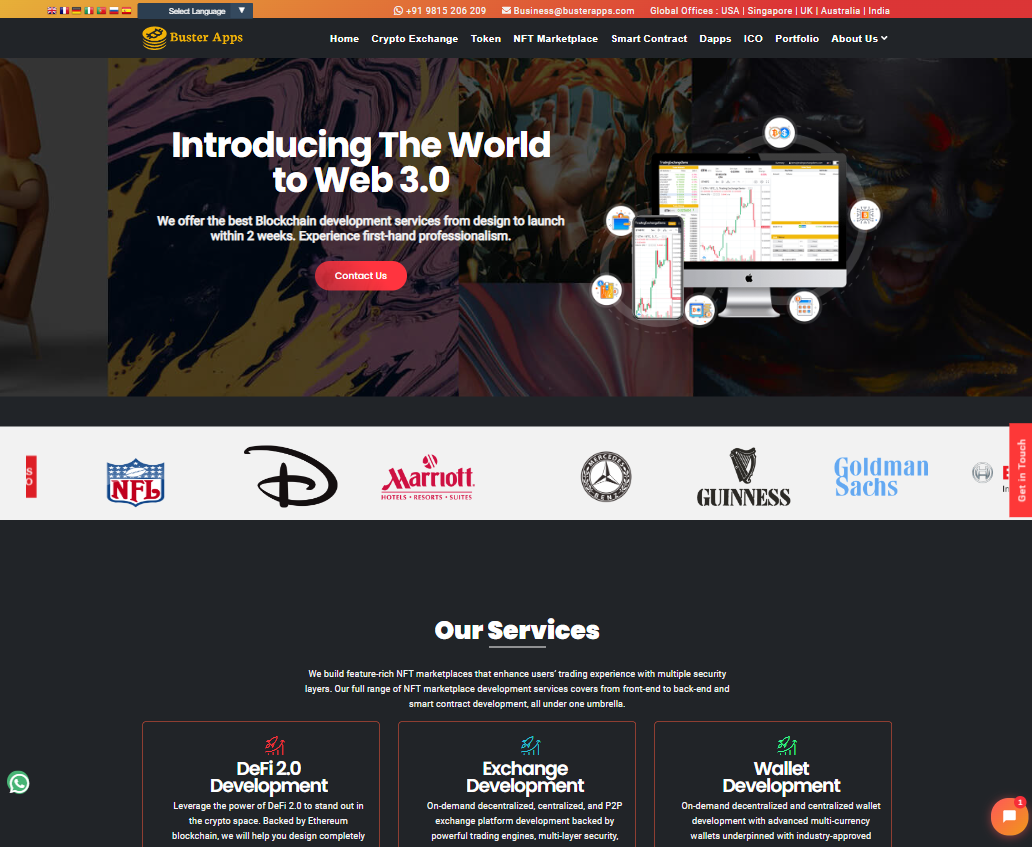 Select Language ▼
+91 9815 206 209
Business@busterapps.com
Global Offices : USA | Singapore | UK | Australia | India
Buster Apps
Home
Crypto Exchange
Token
NFT Marketplace
Smart Contract
Dapps
ICO
Portfolio
About Us
Introducing The World
to Web 3.0
We offer the best Blockchain development services from design to launch
within 2 weeks. Experience first-hand professionalism.
Contact Us
NFL
Marriott
HOTELS • RESORTS • SUITES
MERCEDES
BENZ
GUINNESS
Goldman
Sachs
Get in Touch
Our Services
We build feature-rich NFT marketplaces that enhance users' trading experience with multiple security
layers. Our full range of NFT marketplace development services covers from front-end to back-end and
smart contract development, all under one umbrella.
DeFi 2.0
Development
Leverage the power of DeFi 2.0 to stand out in
the crypto space. Backed by Ethereum
blockchain, we will help you design completely
Exchange
Development
On-demand decentralized, centralized, and P2P
exchange platform development backed by
powerful trading engines, multi-layer security,
Wallet
Development
On-demand decentralized and centralized wallet
development with advanced multi-currency
wallets underpinned with industry-approved
1